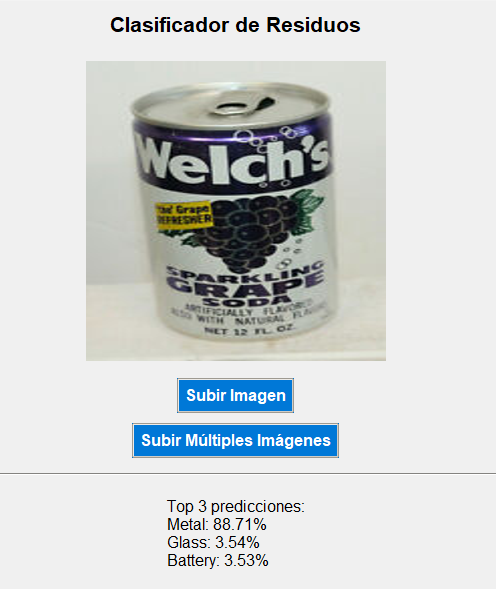 Clasificador de Residuos
Welch's
Grape
REFRESHER
SPARKLING
GRAPE
SODA
ARTIFICIALLY FLAVORED
ALSO WITH NATURAL
NET 12 FL. OZ.
Subir Imagen
Subir Múltiples Imágenes
Top 3 predicciones:
Metal: 88.71%
Glass: 3.54%
Battery: 3.53%